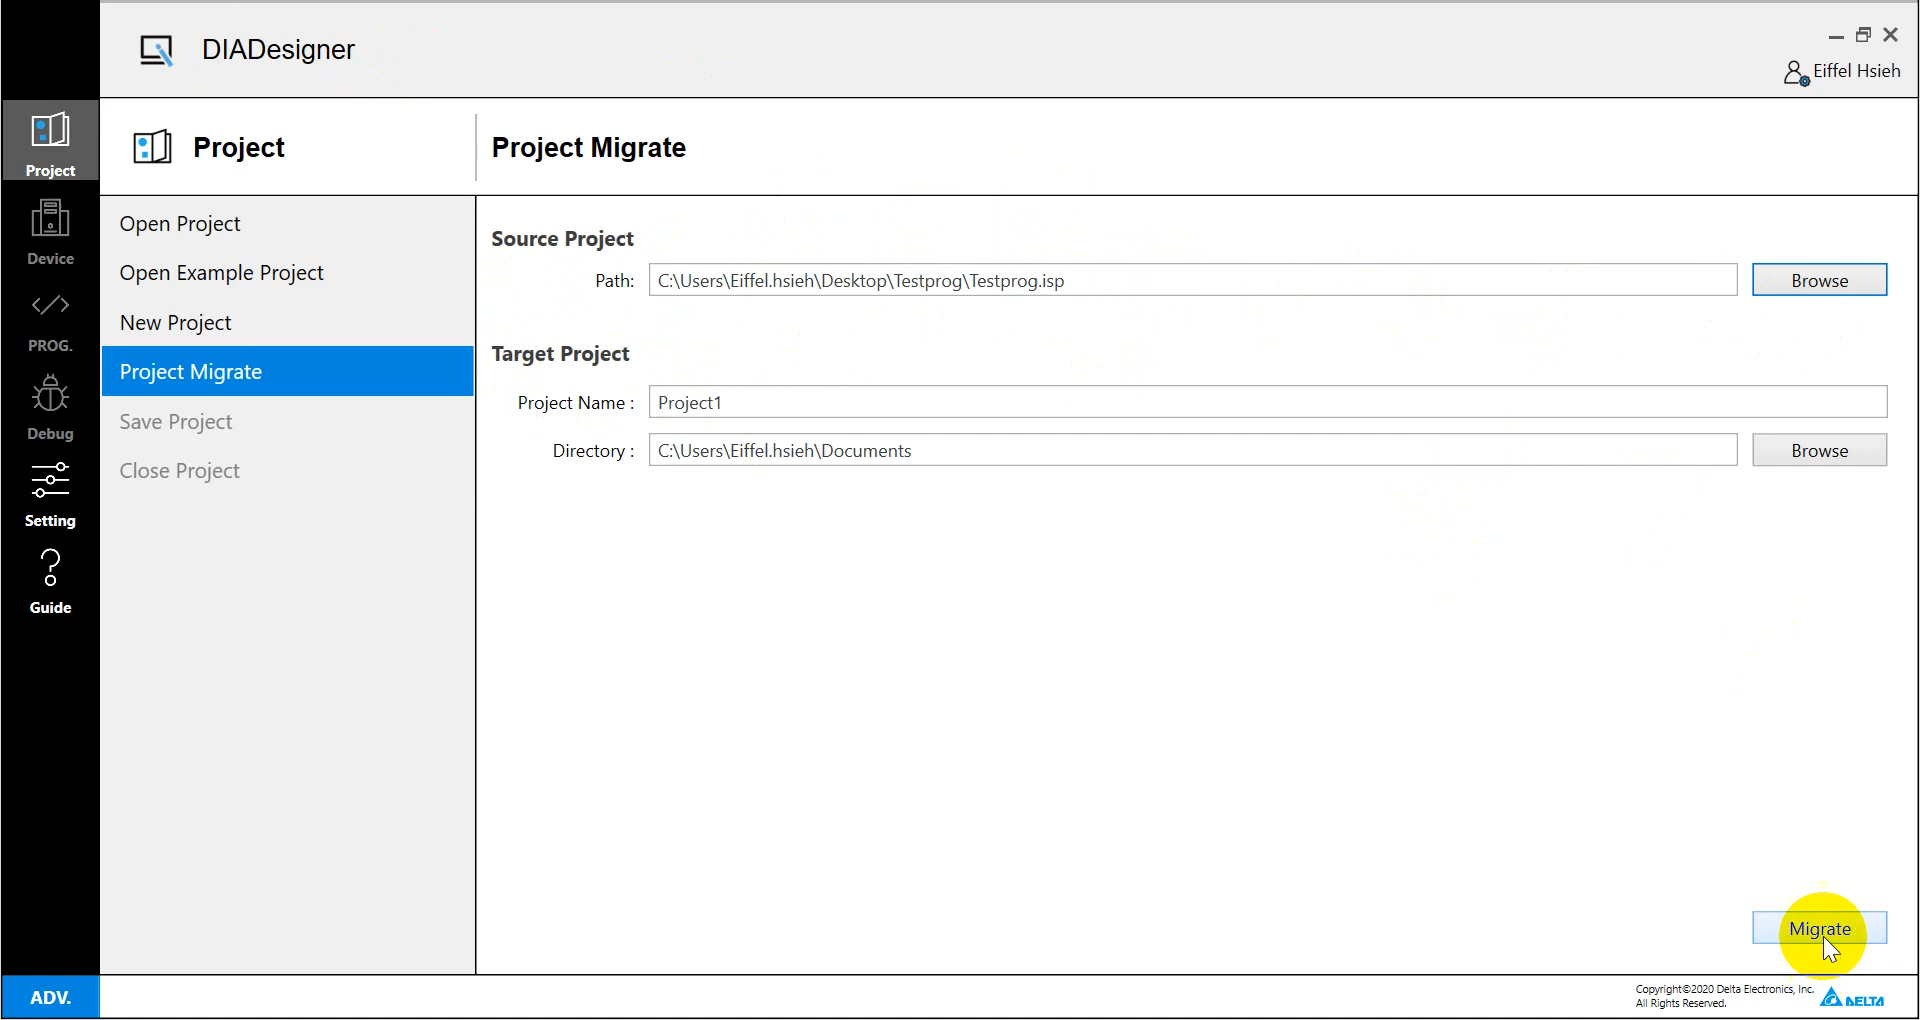 DIADesigner
Eiffel Hsieh
Project
Device
PROG.
Debug
Setting
Guide
ADV.
Project
Open Project
Open Example Project
New Project
Project Migrate
Save Project
Close Project
Project Migrate
Source Project
Path: C:\Users\Eiffel.hsieh\Desktop\Testprog\Testprog.isp Browse
Target Project
Project Name : Project1
Directory : C:\Users\Eiffel.hsieh\Documents Browse
Migrate
Copyright©2020 Delta Electronics, Inc.
All Rights Reserved.
DELTA